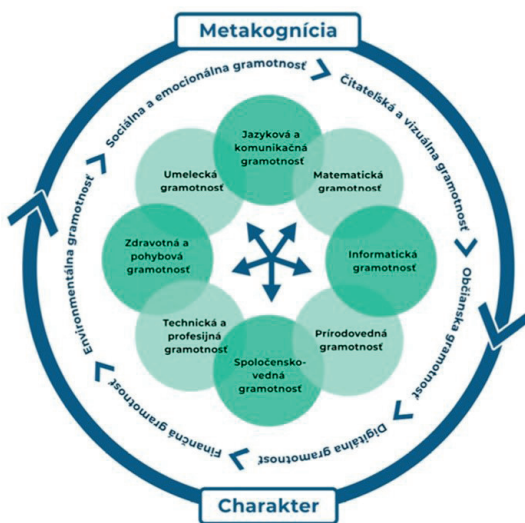 Metakognícia
Sociálna a emocionálna gramotnosť
Čitateľská a vizuálna gramotnosť
Občianska gramotnosť
Digitálna gramotnosť
Finančná gramotnosť
Environmentálna gramotnosť
Jazyková a
komunikačná
gramotnosť
Matematická
gramotnosť
Informatická
gramotnosť
Prírodovedná
gramotnosť
Spoločensko-
vedná
gramotnosť
Technická a
profesijná
gramotnosť
Zdravotná a
pohybová
gramotnosť
Umelecká
gramotnosť
Charakter